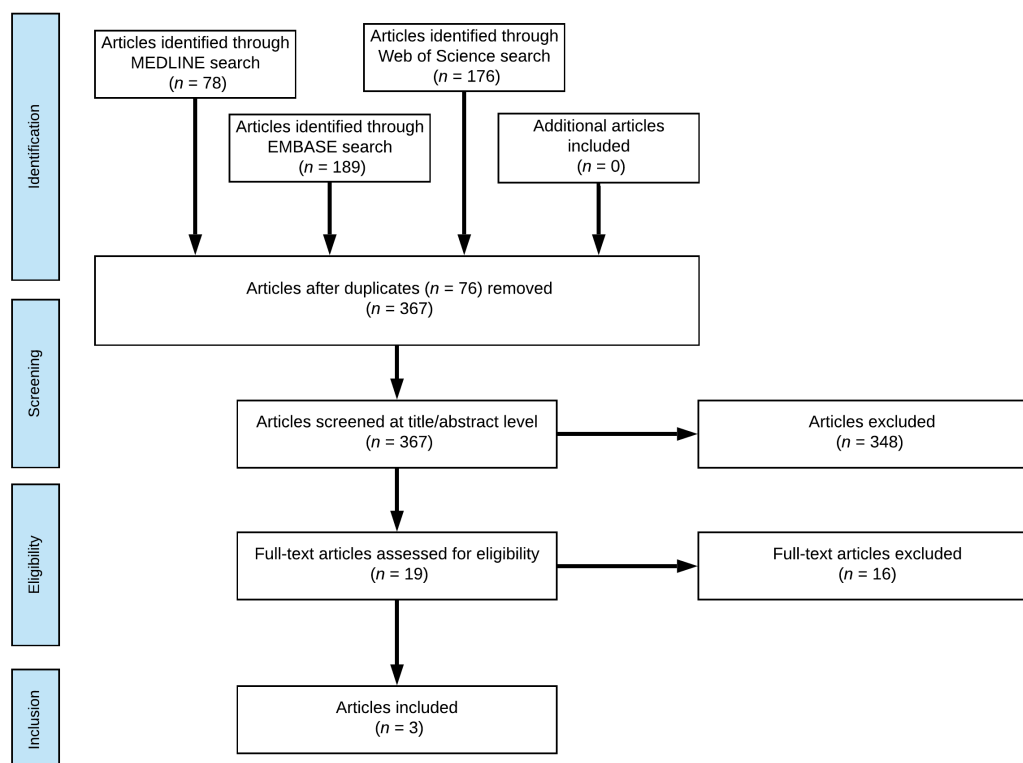 Identification
Articles identified through
MEDLINE search
(n = 78)
Articles identified through
Web of Science search
(n = 176)
Articles identified through
EMBASE search
(n = 189)
Additional articles
included
(n = 0)
Articles after duplicates (n = 76) removed
(n = 367)
Screening
Articles screened at title/abstract level
(n = 367)
Articles excluded
(n = 348)
Eligibility
Full-text articles assessed for eligibility
(n = 19)
Full-text articles excluded
(n = 16)
Inclusion
Articles included
(n = 3)